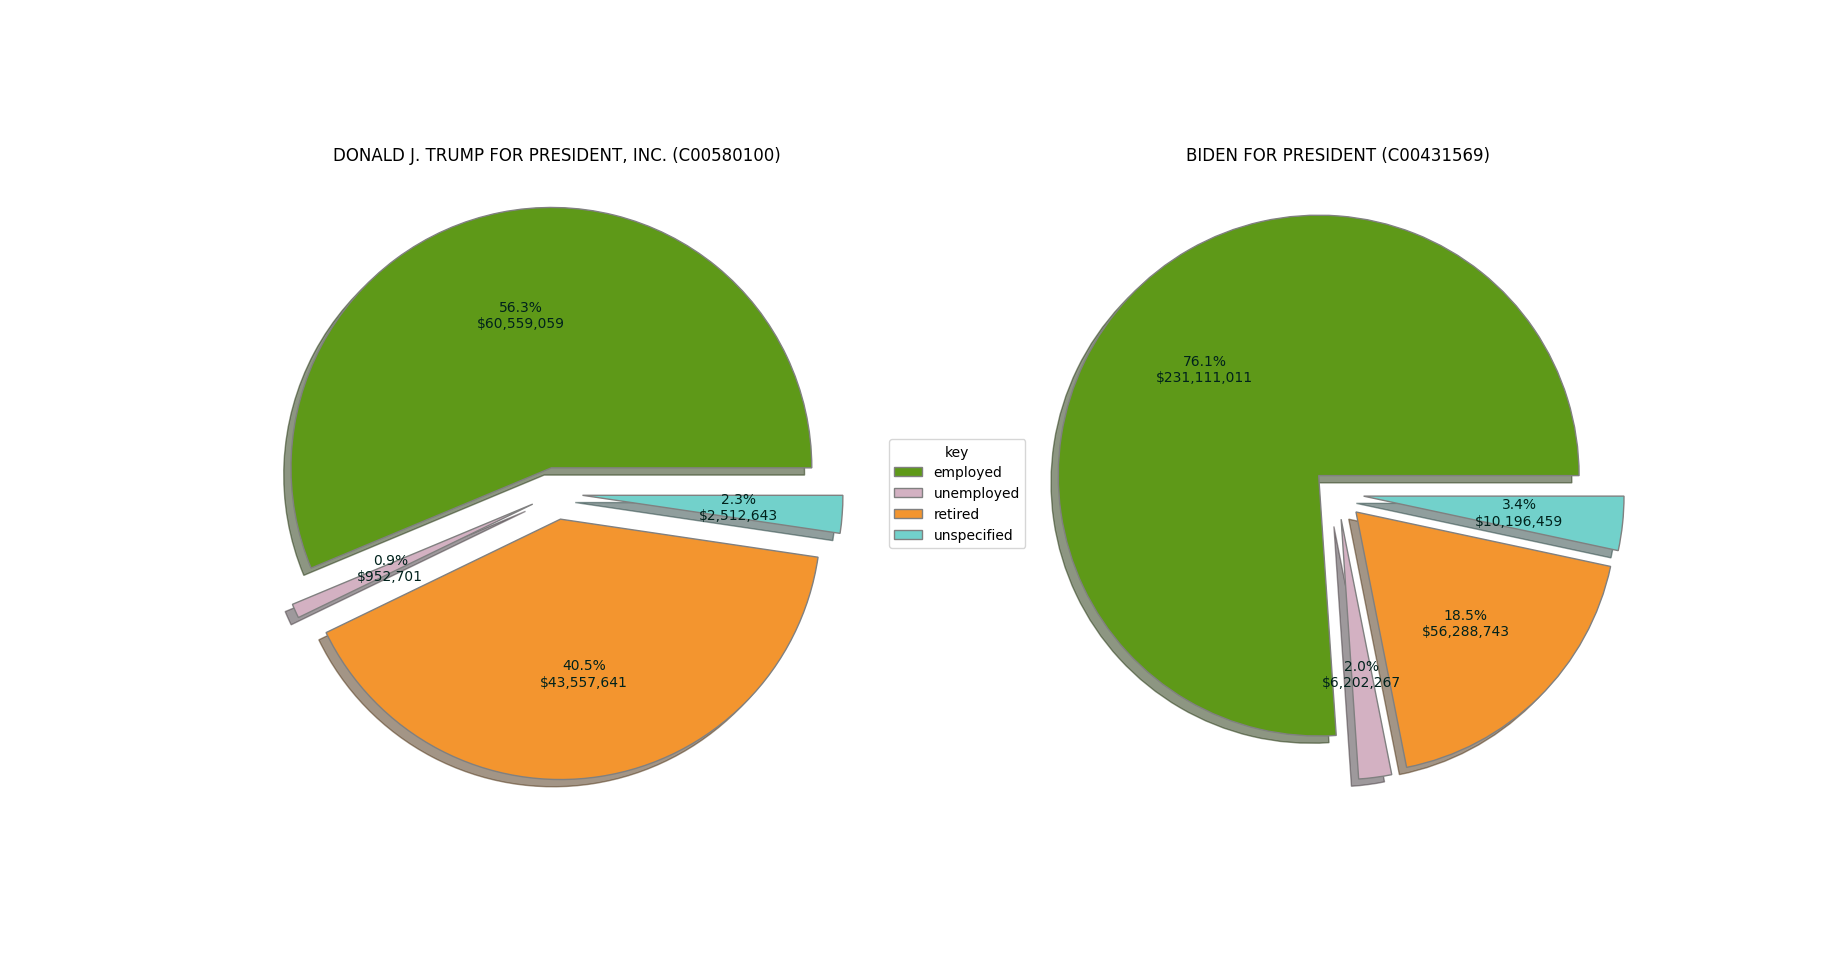 DONALD J. TRUMP FOR PRESIDENT, INC. (C00580100)
56.3%
$60,559,059
0.9%
$952,701
40.5%
$43,557,641
2.3%
$2,512,643
key
employed
unemployed
retired
unspecified
BIDEN FOR PRESIDENT (C00431569)
76.1%
$231,111,011
2.0%
$6,202,267
18.5%
$56,288,743
3.4%
$10,196,459